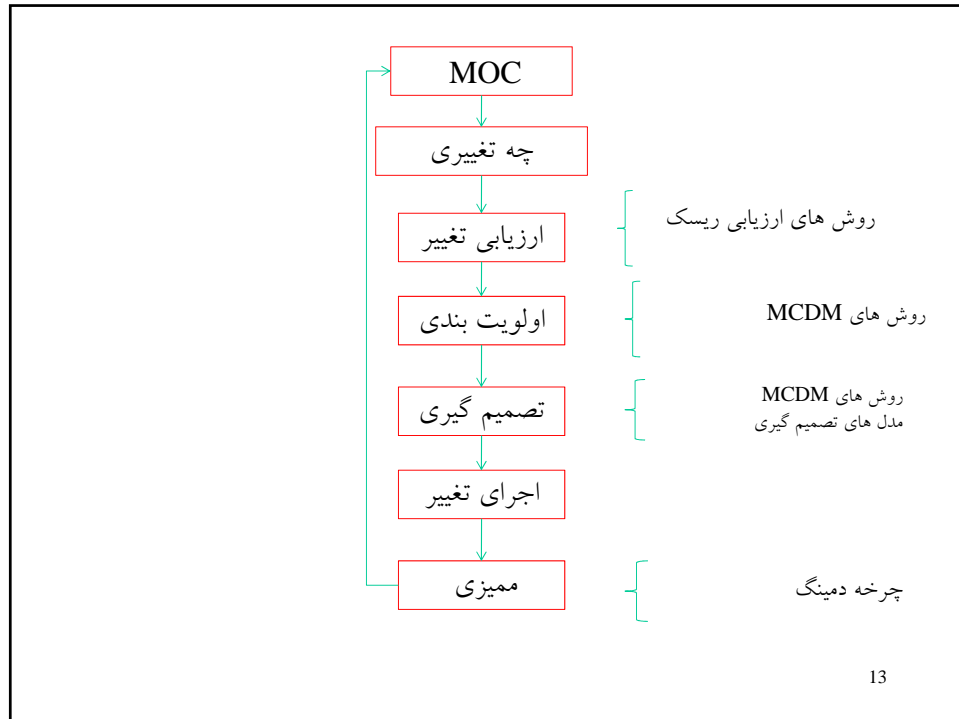 MOC
چه تغییری
ارزیابی تغییر
روش های ارزیابی ریسک
اولویت بندی
روش های MCDM
تصمیم گیری
روش های MCDM
مدل های تصمیم گیری
اجرای تغییر
ممیزی
چرخه دمینگ
13